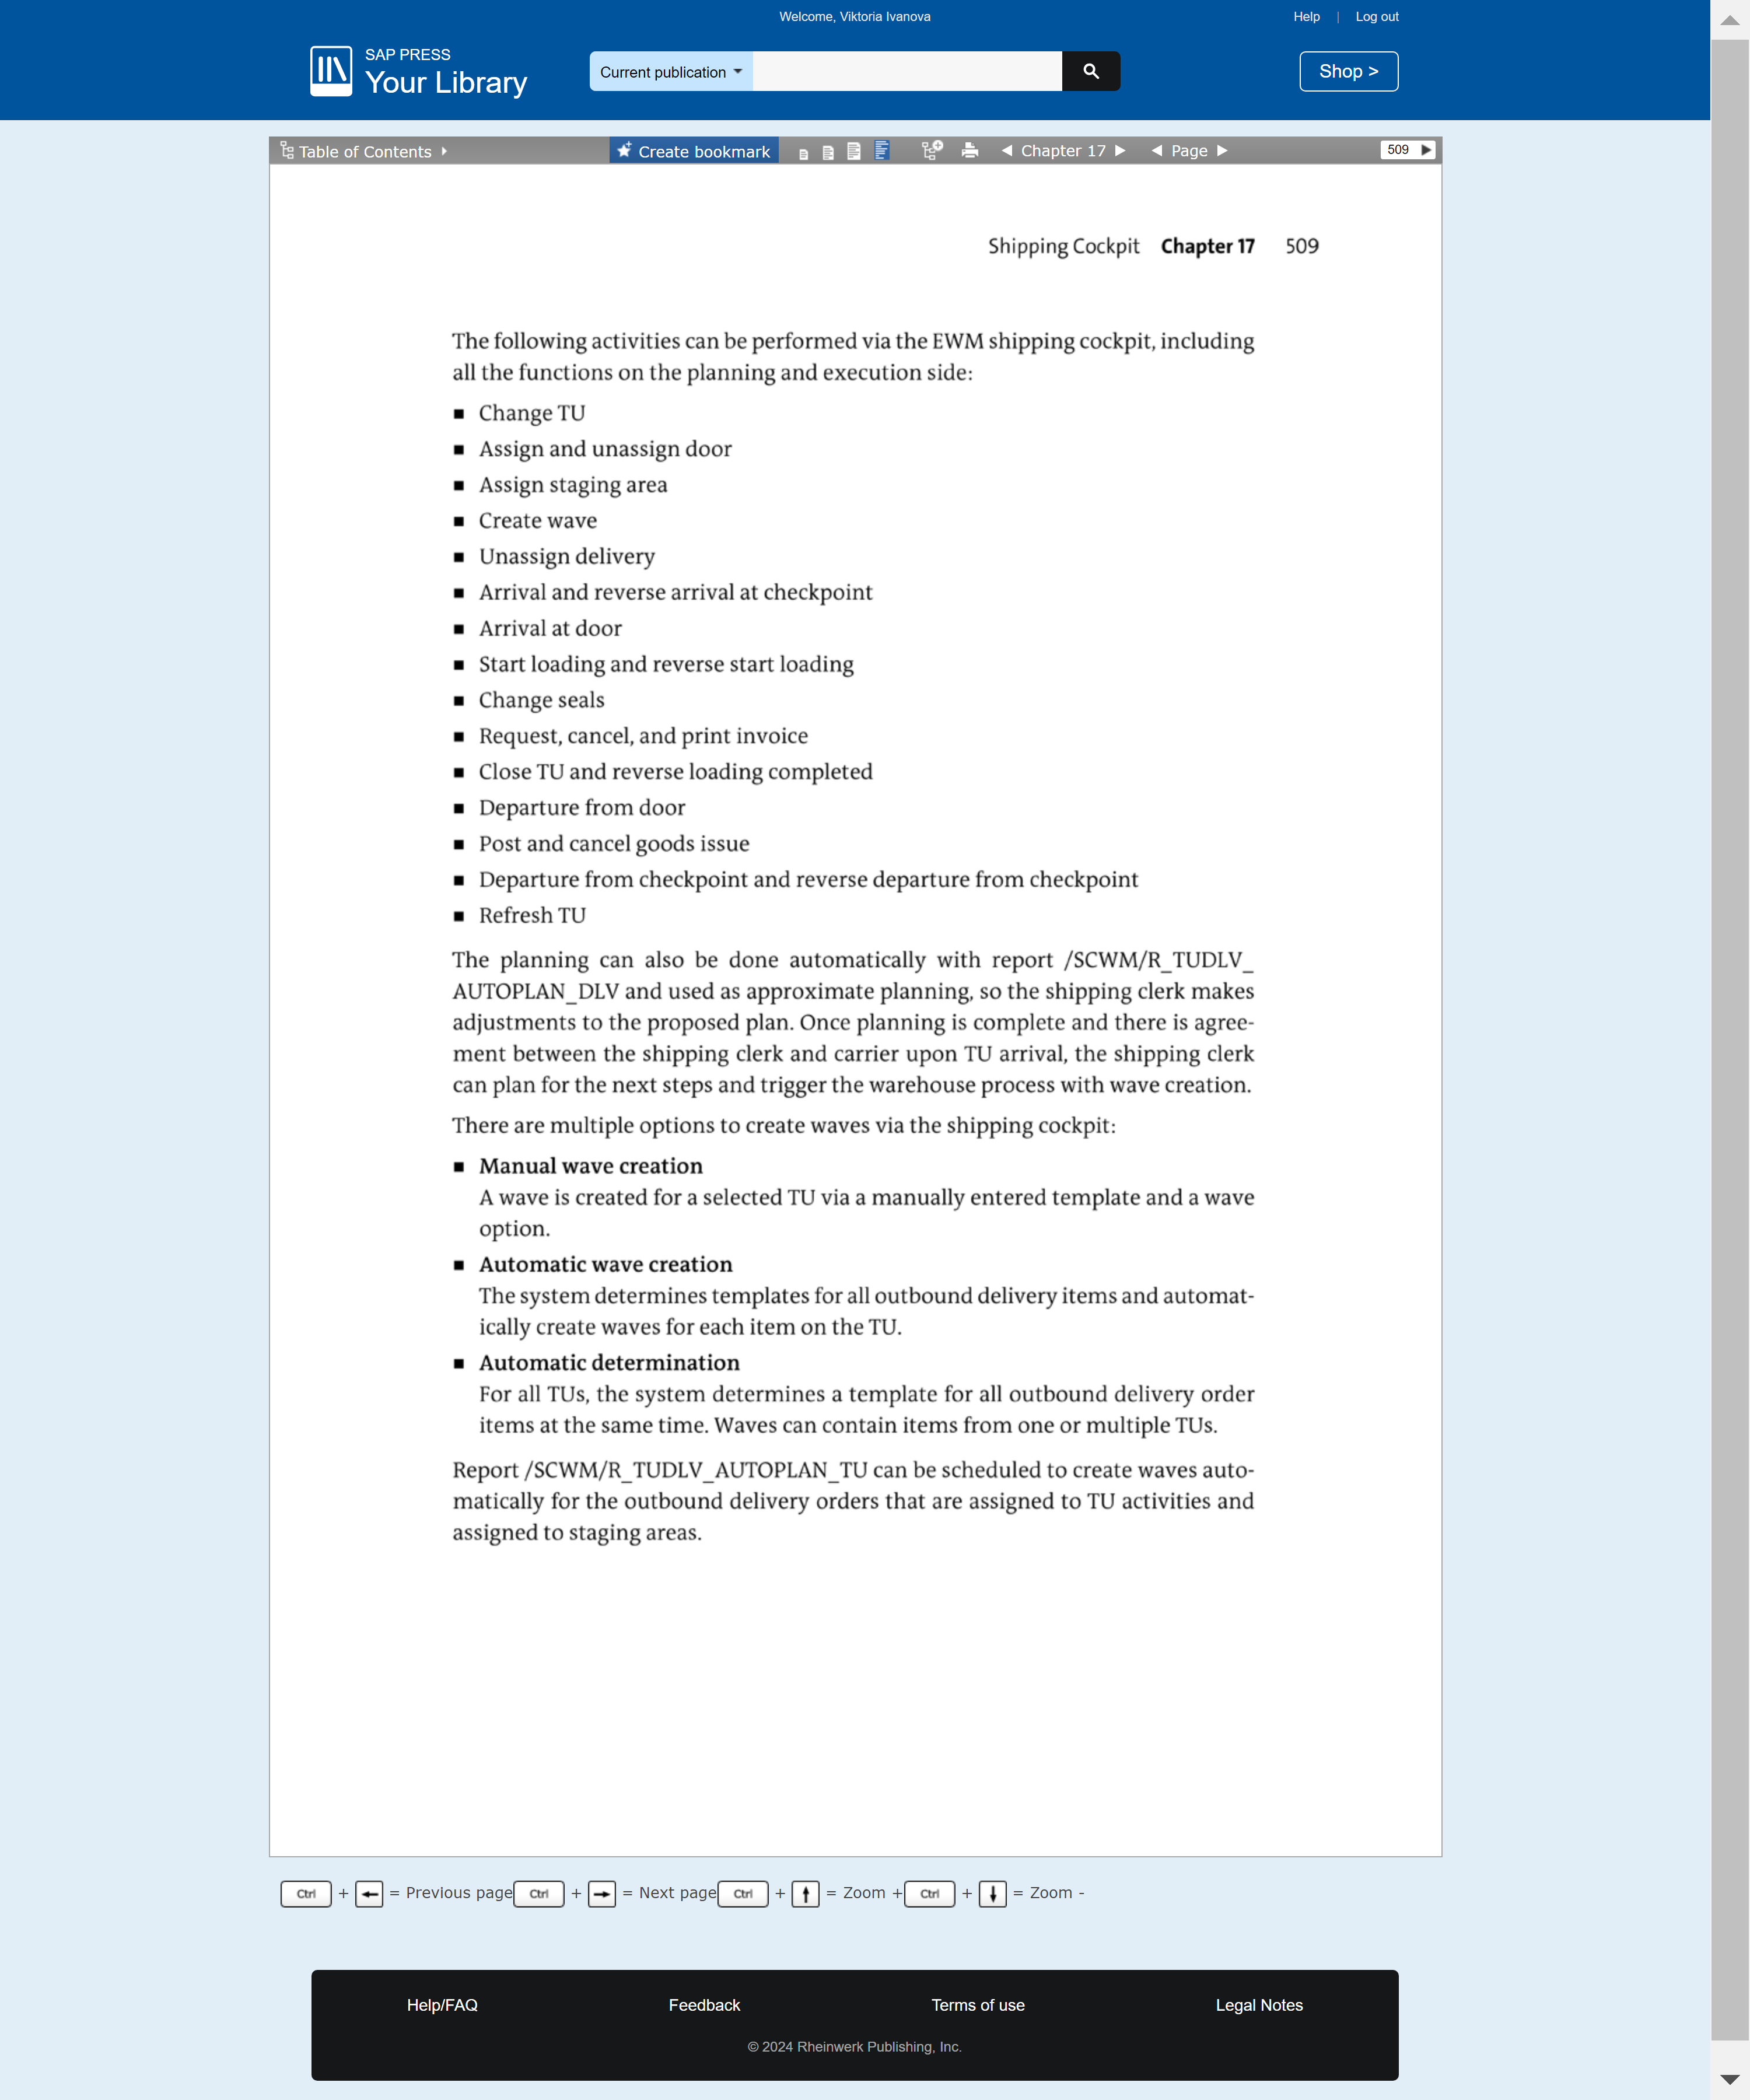 Welcome, Viktoria Ivanova
Help | Log out
SAP PRESS
Your Library
Current publication
Shop >
Table of Contents
Create bookmark
Chapter 17
Page
509
Shipping Cockpit Chapter 17 509
The following activities can be performed via the EWM shipping cockpit, including
all the functions on the planning and execution side:
■ Change TU
■ Assign and unassign door
■ Assign staging area
■ Create wave
■ Unassign delivery
■ Arrival and reverse arrival at checkpoint
■ Arrival at door
■ Start loading and reverse start loading
■ Change seals
■ Request, cancel, and print invoice
■ Close TU and reverse loading completed
■ Departure from door
■ Post and cancel goods issue
■ Departure from checkpoint and reverse departure from checkpoint
■ Refresh TU
The planning can also be done automatically with report /SCWM/R_TUDLV_
AUTOPLAN_DLV and used as approximate planning, so the shipping clerk makes
adjustments to the proposed plan. Once planning is complete and there is agree-
ment between the shipping clerk and carrier upon TU arrival, the shipping clerk
can plan for the next steps and trigger the warehouse process with wave creation.
There are multiple options to create waves via the shipping cockpit:
■ Manual wave creation
A wave is created for a selected TU via a manually entered template and a wave
option.
■ Automatic wave creation
The system determines templates for all outbound delivery items and automat-
ically create waves for each item on the TU.
■ Automatic determination
For all TUs, the system determines a template for all outbound delivery order
items at the same time. Waves can contain items from one or multiple TUs.
Report /SCWM/R_TUDLV_AUTOPLAN_TU can be scheduled to create waves auto-
matically for the outbound delivery orders that are assigned to TU activities and
assigned to staging areas.
Ctrl + ← = Previous page Ctrl + → = Next page Ctrl + ↑ = Zoom + Ctrl + ↓ = Zoom -
Help/FAQ Feedback Terms of use Legal Notes
© 2024 Rheinwerk Publishing, Inc.